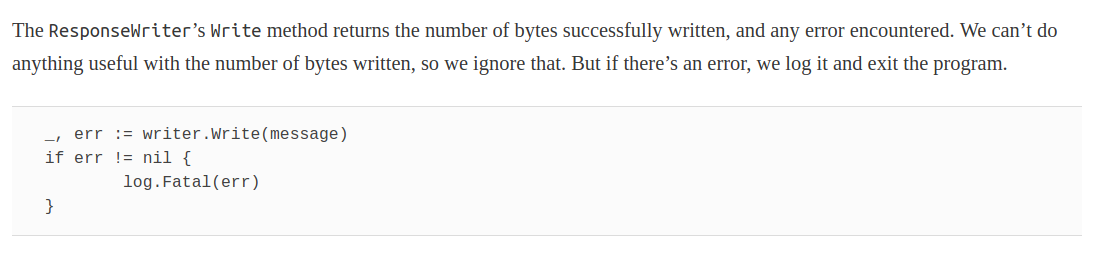 The ResponseWriter’s Write method returns the number of bytes successfully written, and any error encountered. We can’t do
anything useful with the number of bytes written, so we ignore that. But if there’s an error, we log it and exit the program.
_, err := writer.Write(message)
if err != nil {
        log.Fatal(err)
}